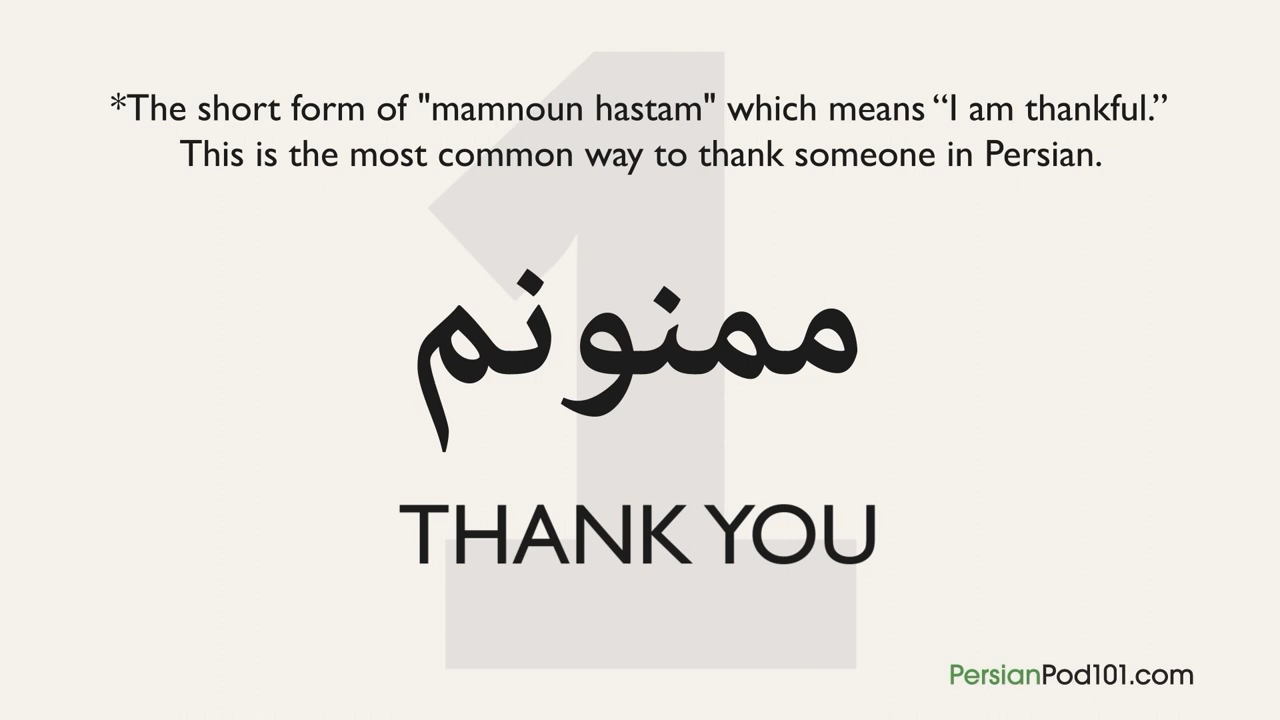 *The short form of "mamnoun hastam" which means “I am thankful.”
This is the most common way to thank someone in Persian.
ممنونم
THANK YOU
1
PersianPod101.com